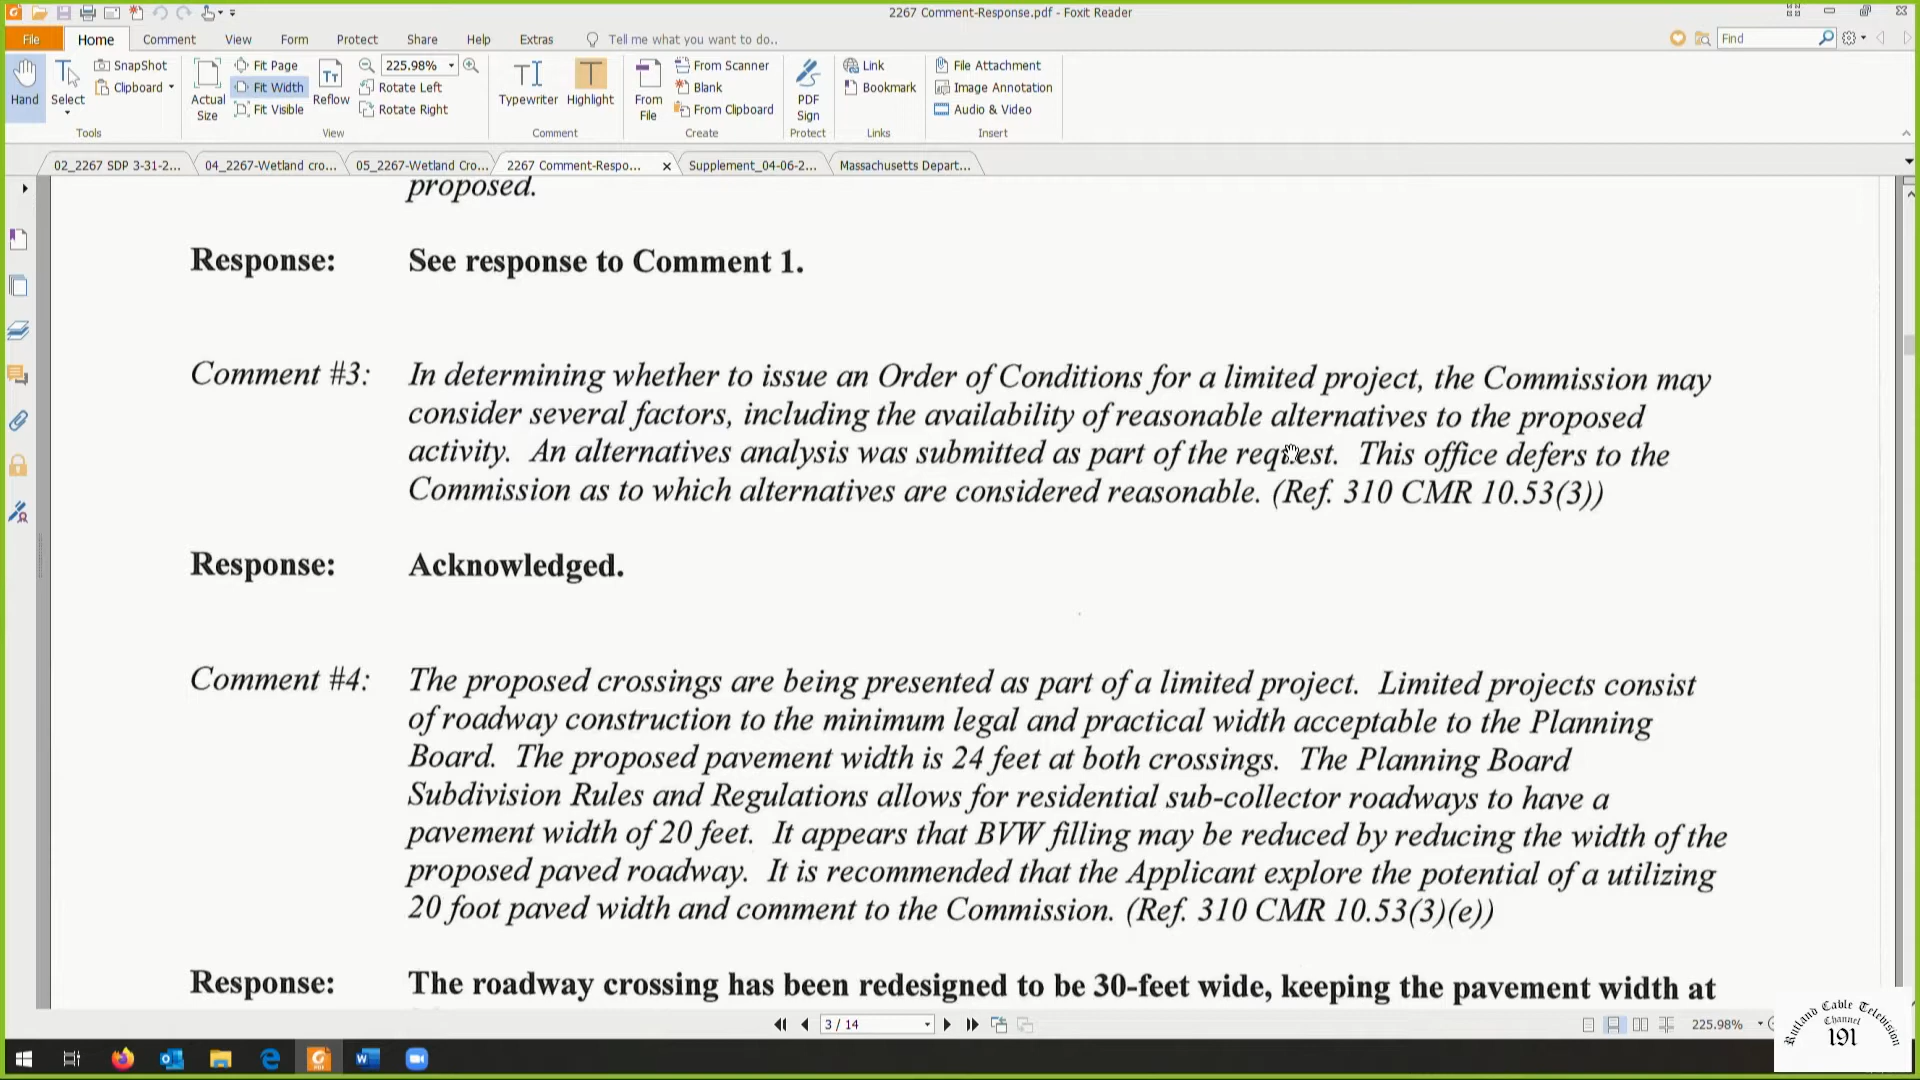 2267 Comment-Response.pdf - Foxit Reader
File Home Comment View Form Protect Share Help Extras Tell me what you want to do.. Find
Hand
Select
SnapShot
Clipboard
Tools
Actual Size
Fit Page
Fit Width
Fit Visible
Reflow
225.98%
Rotate Left
Rotate Right
View
Typewriter
Highlight
Comment
From File
From Scanner
Blank
From Clipboard
Create
PDF Sign
Protect
Link
Bookmark
Links
File Attachment
Image Annotation
Audio & Video
Insert
02_2267 SDP 3-31-2... 04_2267-Wetland cro... 05_2267-Wetland Cro... 2267 Comment-Respo... Supplement_04-06-2... Massachusetts Depart...
proposed.
Response: See response to Comment 1.
Comment #3: In determining whether to issue an Order of Conditions for a limited project, the Commission may
consider several factors, including the availability of reasonable alternatives to the proposed
activity. An alternatives analysis was submitted as part of the request. This office defers to the
Commission as to which alternatives are considered reasonable. (Ref. 310 CMR 10.53(3))
Response: Acknowledged.
Comment #4: The proposed crossings are being presented as part of a limited project. Limited projects consist
of roadway construction to the minimum legal and practical width acceptable to the Planning
Board. The proposed pavement width is 24 feet at both crossings. The Planning Board
Subdivision Rules and Regulations allows for residential sub-collector roadways to have a
pavement width of 20 feet. It appears that BVW filling may be reduced by reducing the width of the
proposed paved roadway. It is recommended that the Applicant explore the potential of a utilizing
20 foot paved width and comment to the Commission. (Ref. 310 CMR 10.53(3)(e))
Response: The roadway crossing has been redesigned to be 30-feet wide, keeping the pavement width at
3 / 14
225.98%
Rutland Cable Television
Channel
191